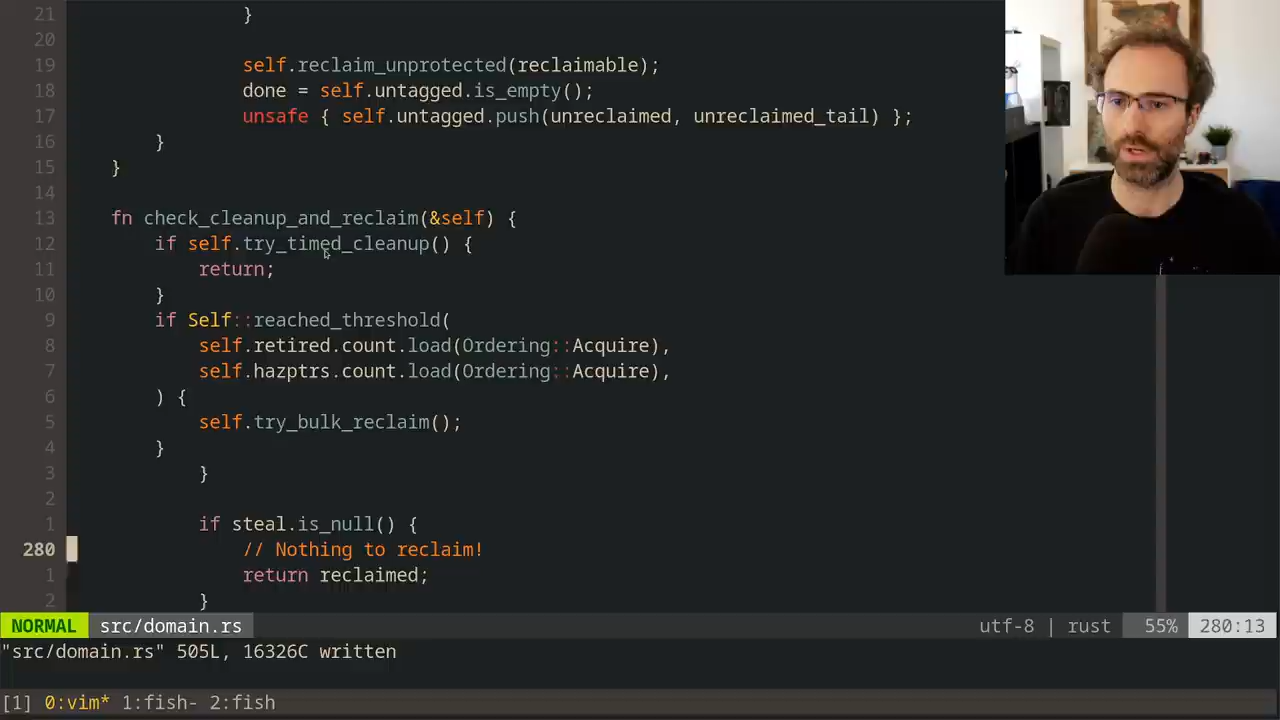 21 }
20
19 self.reclaim_unprotected(reclaimable);
18 done = self.untagged.is_empty();
17 unsafe { self.untagged.push(unreclaimed, unreclaimed_tail) };
16 }
15 }
14
13 fn check_cleanup_and_reclaim(&self) {
12 if self.try_timed_cleanup() {
11 return;
10 }
9 if Self::reached_threshold(
8 self.retired.count.load(Ordering::Acquire),
7 self.hazptrs.count.load(Ordering::Acquire),
6 ) {
5 self.try_bulk_reclaim();
4 }
3 }
2
1 if steal.is_null() {
280 // Nothing to reclaim!
1 return reclaimed;
2 }
NORMAL src/domain.rs utf-8 | rust 55% 280:13
"src/domain.rs" 505L, 16326C written
[1] 0:vim* 1:fish- 2:fish